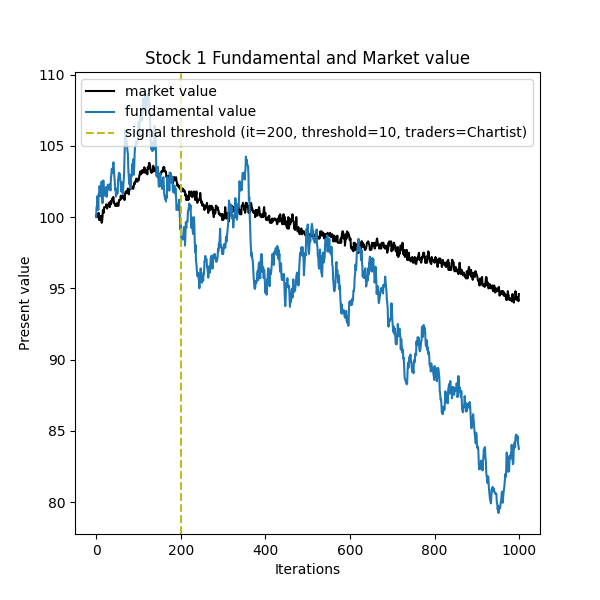 Stock 1 Fundamental and Market value
market value
fundamental value
signal threshold (it=200, threshold=10, traders=Chartist)
110
105
100
95
90
85
80
Present value
0 200 400 600 800 1000
Iterations